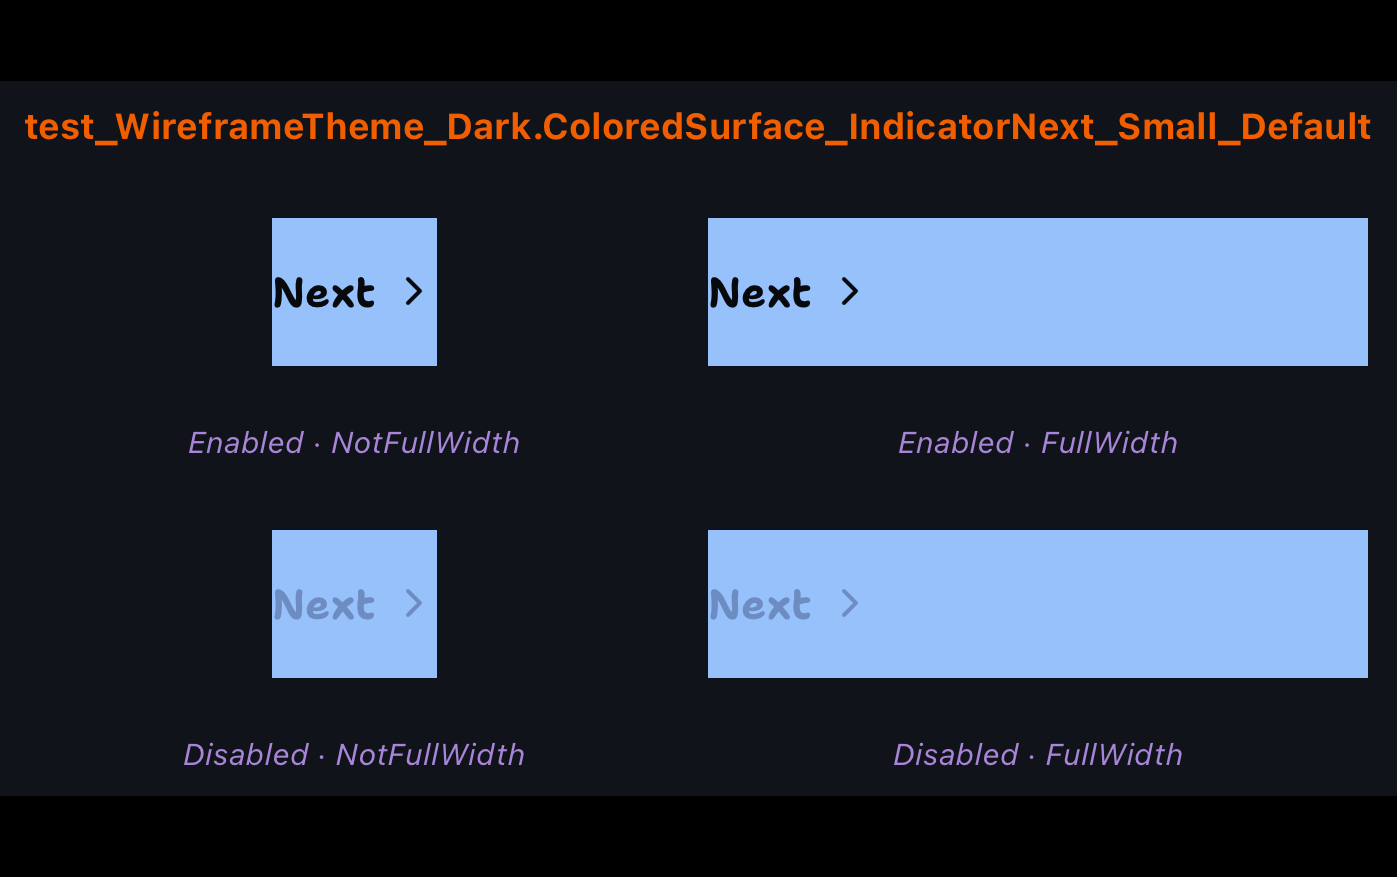 test_WireframeTheme_Dark.ColoredSurface_IndicatorNext_Small_Default
Next
Next
Enabled · NotFullWidth
Enabled · FullWidth
Next
Next
Disabled · NotFullWidth
Disabled · FullWidth